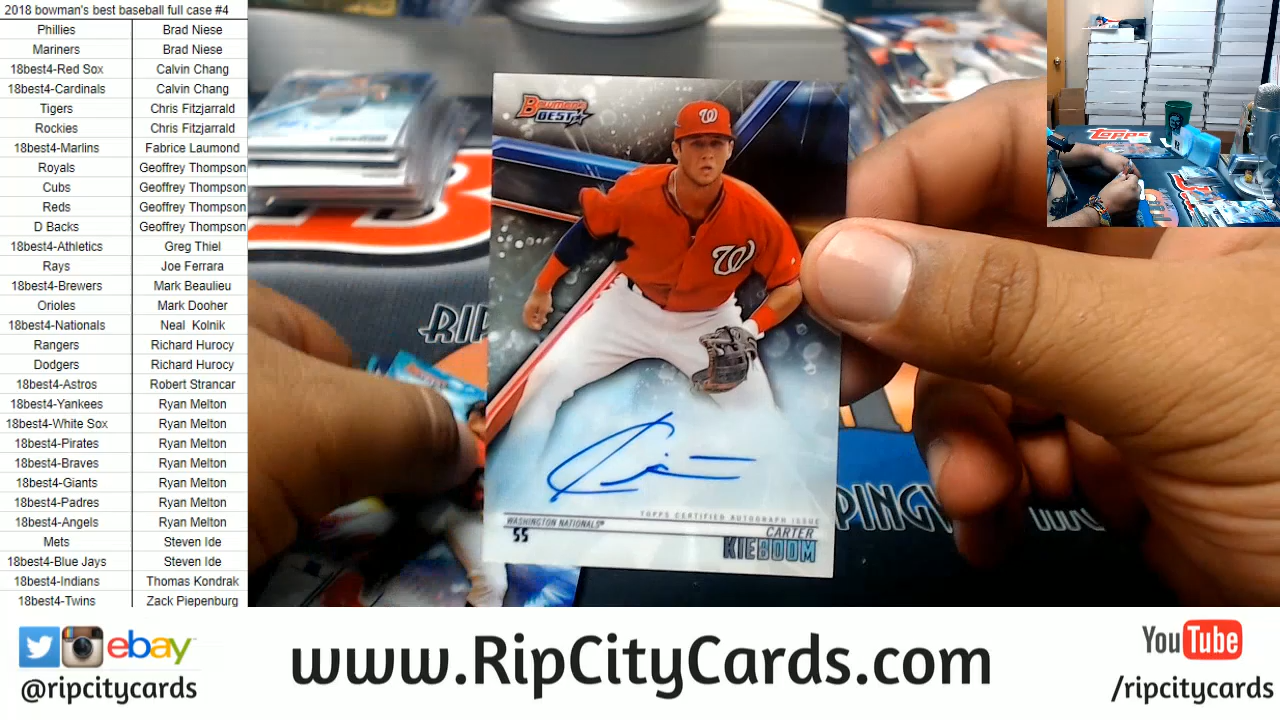 2018 bowman's best baseball full case #4
Phillies Brad Niese
Mariners Brad Niese
18best4-Red Sox Calvin Chang
18best4-Cardinals Calvin Chang
Tigers Chris Fitzjarrald
Rockies Chris Fitzjarrald
18best4-Marlins Fabrice Laumond
Royals Geoffrey Thompson
Cubs Geoffrey Thompson
Reds Geoffrey Thompson
D Backs Geoffrey Thompson
18best4-Athletics Greg Thiel
Rays Joe Ferrara
18best4-Brewers Mark Beaulieu
Orioles Mark Dooher
18best4-Nationals Neal Kolnik
Rangers Richard Hurocy
Dodgers Richard Hurocy
18best4-Astros Robert Strancar
18best4-Yankees Ryan Melton
18best4-White Sox Ryan Melton
18best4-Pirates Ryan Melton
18best4-Braves Ryan Melton
18best4-Giants Ryan Melton
18best4-Padres Ryan Melton
18best4-Angels Ryan Melton
Mets Steven Ide
18best4-Blue Jays Steven Ide
18best4-Indians Thomas Kondrak
18best4-Twins Zack Piepenburg
Bowman's
BEST
W
W
TOPPS CERTIFIED AUTOGRAPH ISSUE
WASHINGTON NATIONALS®
SS
CARTER
KIEBOOM
RIP
PINGW
Topps
ebay
@ripcitycards
www.RipCityCards.com
YouTube
/ripcitycards